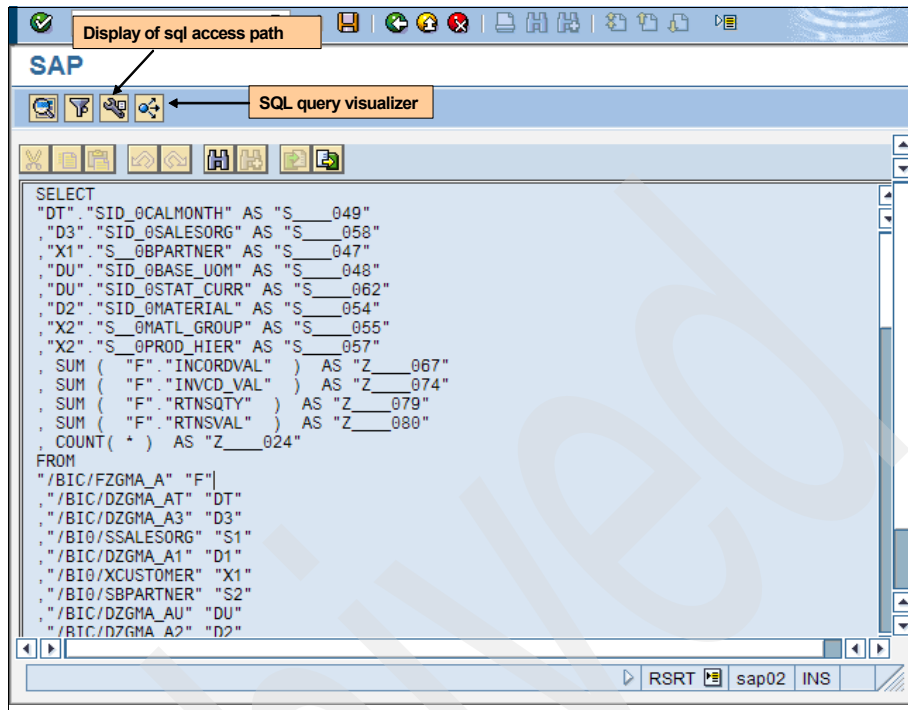 Display of sql access path
SAP
SQL query visualizer
SELECT
"DT"."SID_0CALMONTH" AS "S____049"
,"D3"."SID_0SALESORG" AS "S____058"
,"X1"."S__0BPARTNER" AS "S____047"
,"DU"."SID_0BASE_UOM" AS "S____048"
,"DU"."SID_0STAT_CURR" AS "S____062"
,"D2"."SID_0MATERIAL" AS "S____054"
,"X2"."S__0MATL_GROUP" AS "S____055"
,"X2"."S__0PROD_HIER" AS "S____057"
, SUM ( "F"."INCORDVAL" ) AS "Z____067"
, SUM ( "F"."INVCD_VAL" ) AS "Z____074"
, SUM ( "F"."RTNSQTY" ) AS "Z____079"
, SUM ( "F"."RTNSVAL" ) AS "Z____080"
, COUNT( * ) AS "Z____024"
FROM
"/BIC/FZGMA_A" "F"
,"/BIC/DZGMA_AT" "DT"
,"/BIC/DZGMA_A3" "D3"
,"/BI0/SSALESORG" "S1"
,"/BIC/DZGMA_A1" "D1"
,"/BI0/XCUSTOMER" "X1"
,"/BI0/SBPARTNER" "S2"
,"/BIC/DZGMA_AU" "DU"
,"/BIC/DZGMA_A2" "D2"
RSRT sap02 INS